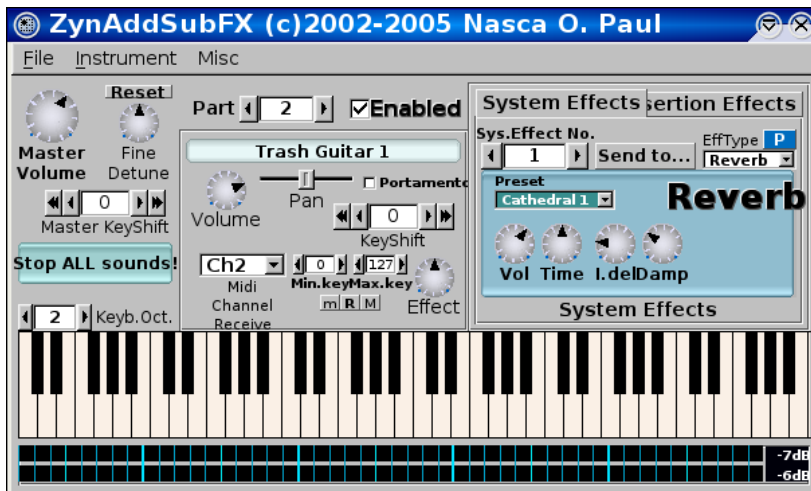 ZynAddSubFX (c)2002-2005 Nasca O. Paul
File Instrument Misc
Reset
Master Volume
Fine Detune
0
Master KeyShift
Stop ALL sounds!
2 Keyb.Oct.
Part 2 Enabled
Trash Guitar 1
Volume
Pan
Portamento
0
KeyShift
Ch2
Midi
Channel
Receive
0 127
Min.key Max.key
m R M
Effect
System Effects sertion Effects
Sys.Effect No.
1 Send to...
EffType P
Reverb
Preset
Cathedral 1
Reverb
Vol Time I.del Damp
System Effects
-7dB
-6dB